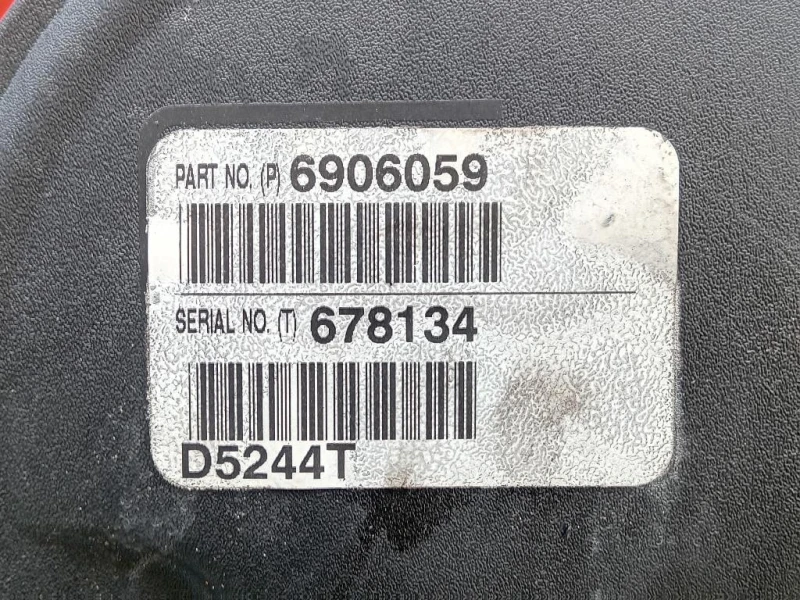 PART NO. (P) 6906059
SERIAL NO. (T) 678134
D5244T